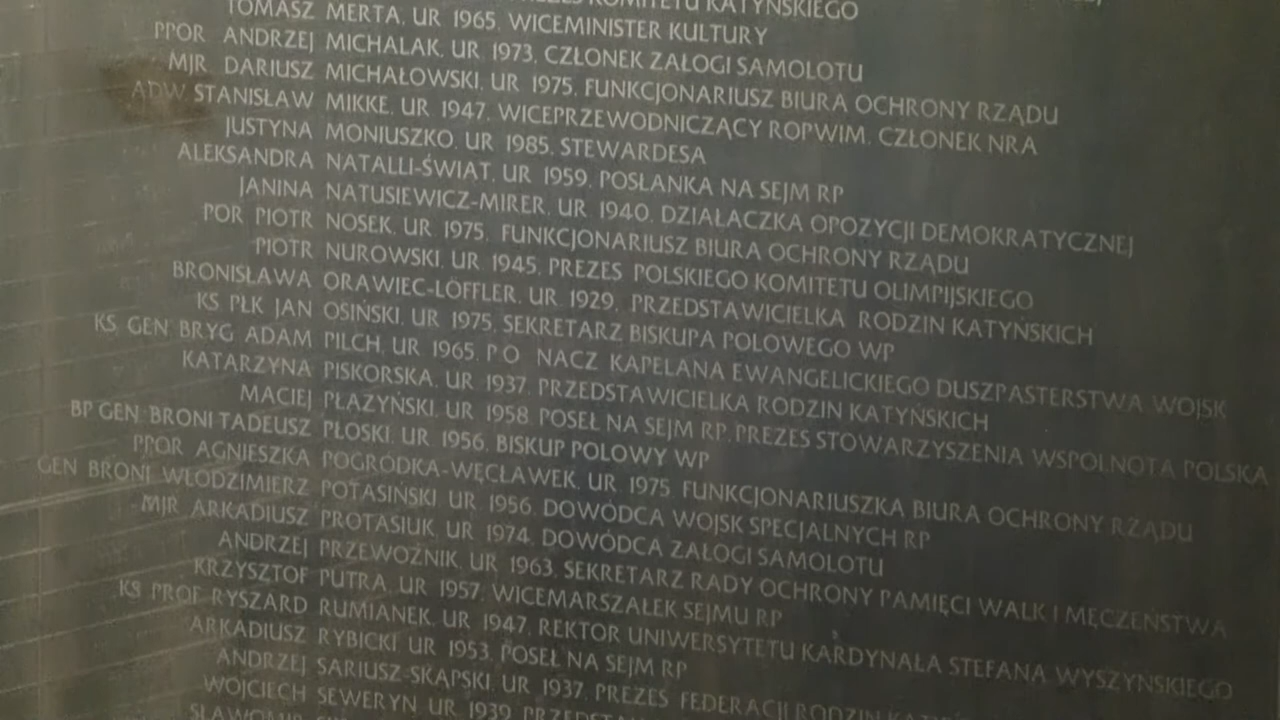 PREZES KOMITETU KATYŃSKIEGO
TOMASZ MERTA, UR 1965, WICEMINISTER KULTURY
PPOR ANDRZEJ MICHALAK, UR 1973, CZŁONEK ZAŁOGI SAMOLOTU
MJR DARIUSZ MICHAŁOWSKI, UR 1975, FUNKCJONARIUSZ BIURA OCHRONY RZĄDU
ADW STANISŁAW MIKKE, UR 1947, WICEPRZEWODNICZĄCY ROPWIM, CZŁONEK NRA
JUSTYNA MONIUSZKO, UR 1985, STEWARDESA
ALEKSANDRA NATALLI-ŚWIAT, UR 1959, POSŁANKA NA SEJM RP
JANINA NATUSIEWICZ-MIRER, UR 1940, DZIAŁACZKA OPOZYCJI DEMOKRATYCZNEJ
POR PIOTR NOSEK, UR 1975, FUNKCJONARIUSZ BIURA OCHRONY RZĄDU
PIOTR NUROWSKI, UR 1945, PREZES POLSKIEGO KOMITETU OLIMPIJSKIEGO
BRONISŁAWA ORAWIEC-LÖFFLER, UR 1929, PRZEDSTAWICIELKA RODZIN KATYNSKICH
KS PŁK JAN OSIŃSKI, UR 1975, SEKRETARZ BISKUPA POLOWEGO WP
KS GEN BRYG ADAM PILCH, UR 1965, P O NACZ KAPELANA EWANGELICKIEGO DUSZPASTERSTWA WOJSK
KATARZYNA PISKORSKA, UR 1937, PRZEDSTAWICIELKA RODZIN KATYŃSKICH
MACIEJ PŁAŻYŃSKI, UR 1958, POSEŁ NA SEJM RP, PREZES STOWARZYSZENIA WSPOLNOTA POLSKA
BP GEN BRONI TADEUSZ PŁOSKI, UR 1956, BISKUP POLOWY WP
PPOR AGNIESZKA POGRÓDKA-WĘCŁAWEK, UR 1975, FUNKCJONARIUSZKA BIURA OCHRONY RZĄDU
GEN BRONI WŁODZIMIERZ POTASIŃSKI, UR 1956, DOWÓDCA WOJSK SPECJALNYCH RP
MJR ARKADIUSZ PROTASIUK, UR 1974, DOWÓDCA ZAŁOGI SAMOLOTU
ANDRZEJ PRZEWOŹNIK, UR 1963, SEKRETARZ RADY OCHRONY PAMIĘCI WALK I MĘCZEŃSTWA
KRZYSZTOF PUTRA, UR 1957, WICEMARSZAŁEK SEJMU RP
KS PROF RYSZARD RUMIANEK, UR 1947, REKTOR UNIWERSYTETU KARDYNAŁA STEFANA WYSZYNSKIEGO
ARKADIUSZ RYBICKI, UR 1953, POSEŁ NA SEJM RP
ANDRZEJ SARIUSZ-SKĄPSKI, UR 1937, PREZES FEDERACJI RODZIN
WOJCIECH SEWERYN, UR 1939